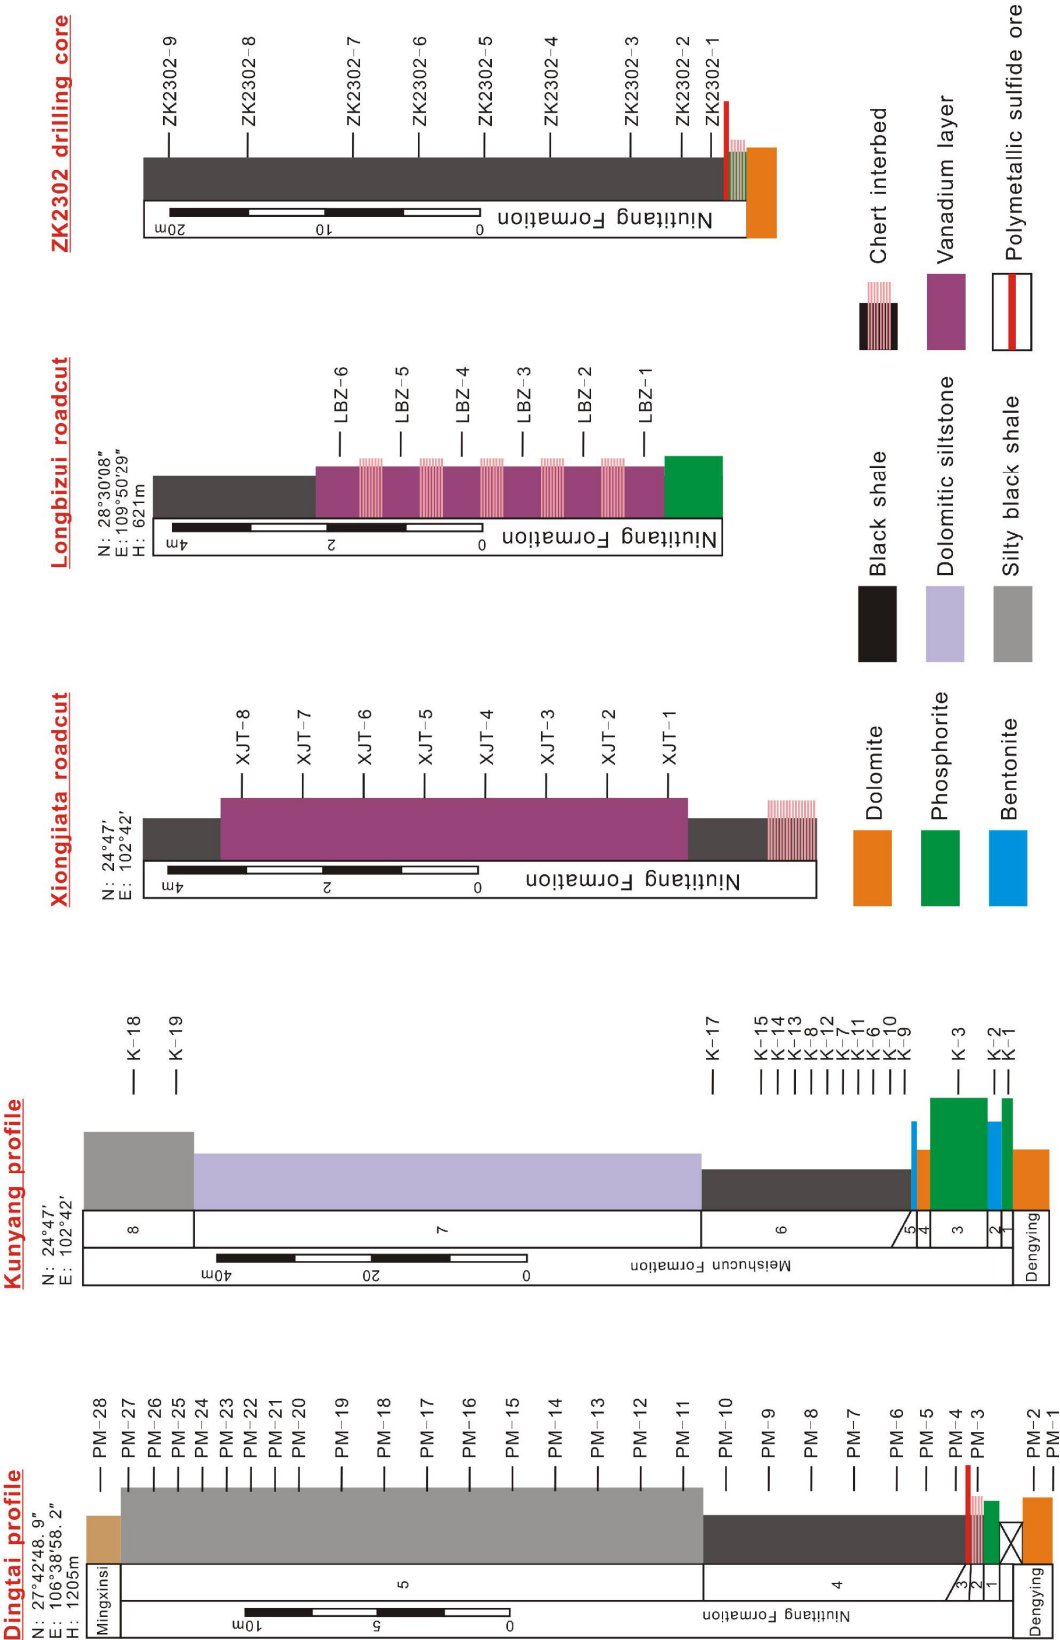 Dingtai profile
N: 27°42′48. 9″
E: 106°38′58. 2″
H: 1205m
Mingxinsi
5
4
3
2
1
Niutitang Formation
Dengying
10m
5
0
PM-28
PM-27
PM-26
PM-25
PM-24
PM-23
PM-22
PM-21
PM-20
PM-19
PM-18
PM-17
PM-16
PM-15
PM-14
PM-13
PM-12
PM-11
PM-10
PM-9
PM-8
PM-7
PM-6
PM-5
PM-4
PM-3
PM-2
PM-1
Kunyang profile
N: 24°47′
E: 102°42′
8
7
6
5
4
3
2
1
Meishucun Formation
Dengying
40m
20
0
K-18
K-19
K-17
K-15
K-14
K-13
K-8
K-12
K-7
K-11
K-6
K-10
K-9
K-3
K-2
K-1
Xiongjiata roadcut
N: 24°47′
E: 102°42′
4m
2
0
Niutitang Formation
XJT-8
XJT-7
XJT-6
XJT-5
XJT-4
XJT-3
XJT-2
XJT-1
Longbizui roadcut
N: 28°30′08″
E: 109°50′29″
H: 621m
4m
2
0
Niutitang Formation
LBZ-6
LBZ-5
LBZ-4
LBZ-3
LBZ-2
LBZ-1
ZK2302 drilling core
20m
10
0
Niutitang Formation
ZK2302-9
ZK2302-8
ZK2302-7
ZK2302-6
ZK2302-5
ZK2302-4
ZK2302-3
ZK2302-2
ZK2302-1
Dolomite
Black shale
Chert interbed
Phosphorite
Dolomitic siltstone
Vanadium layer
Bentonite
Silty black shale
Polymetallic sulfide ore